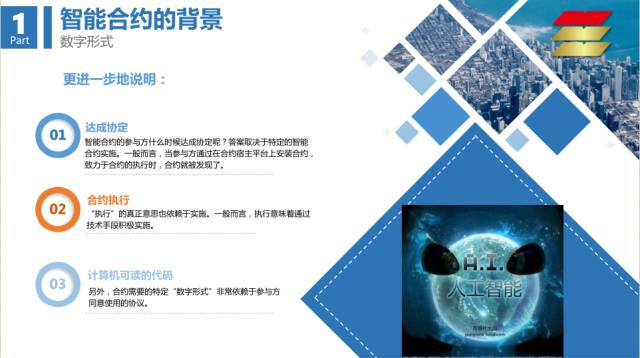 1
Part
智能合约的背景
数字形式
更进一步地说明：
01
达成协定
智能合约的参与方什么时候达成协定呢？答案取决于特定的智能
合约实施。一般而言，当参与方通过在合约宿主平台上安装合约，
致力于合约的执行时，合约就被发现了。
02
合约执行
“执行”的真正意思也依赖于实施。一般而言，执行意味着通过
技术手段积极实施。
03
计算机可读的代码
另外，合约需要的特定“数字形式”非常依赖于参与方
同意使用的协议。
A.I.
人工智能